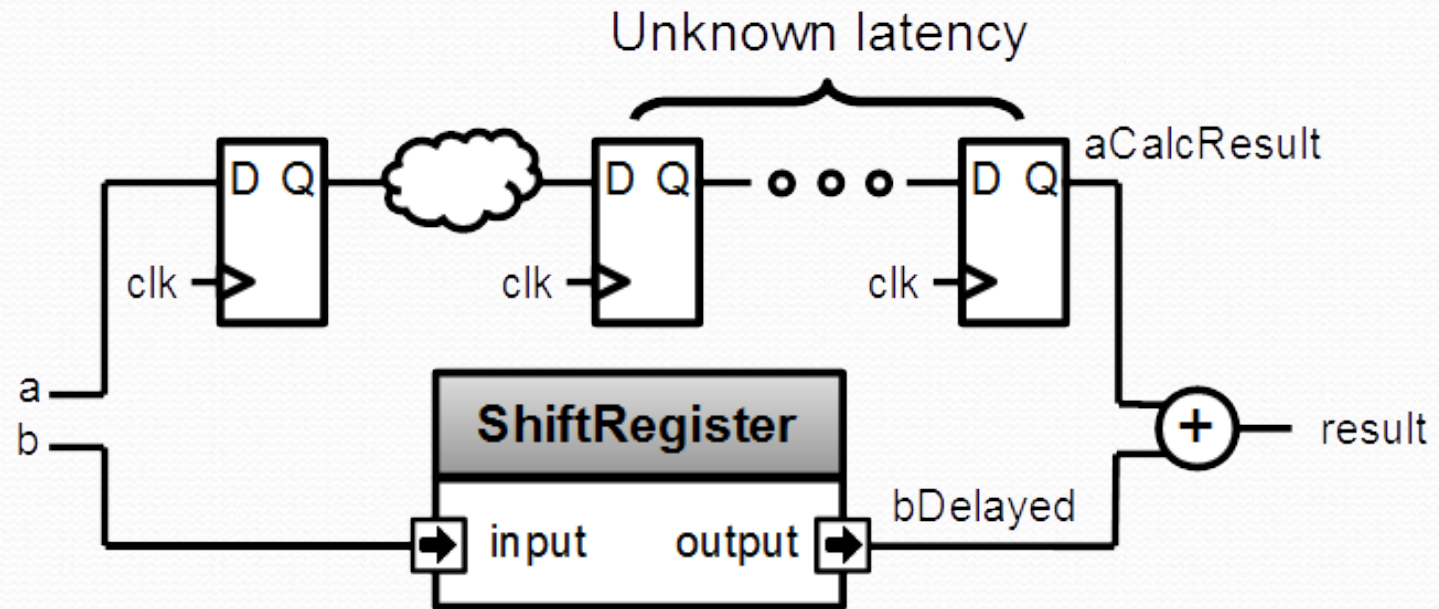 Unknown latency
aCalcResult
D Q
D Q
D Q
clk
clk
clk
a
b
ShiftRegister
+
result
bDelayed
input
output